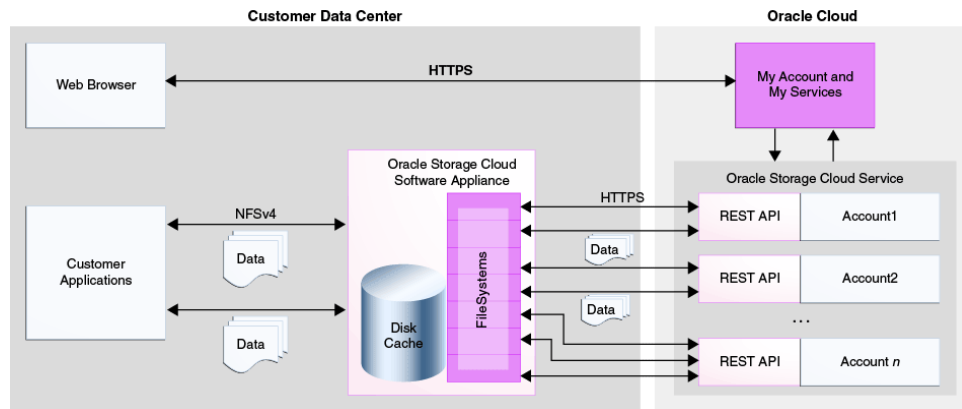 Customer Data Center
Oracle Cloud
Web Browser
HTTPS
My Account and
My Services
Oracle Storage Cloud
Software Appliance
Oracle Storage Cloud Service
NFSv4
HTTPS
REST API
Account1
Data
Data
Customer
Applications
FileSystems
REST API
Account2
Data
...
Disk
Cache
Data
REST API
Account n